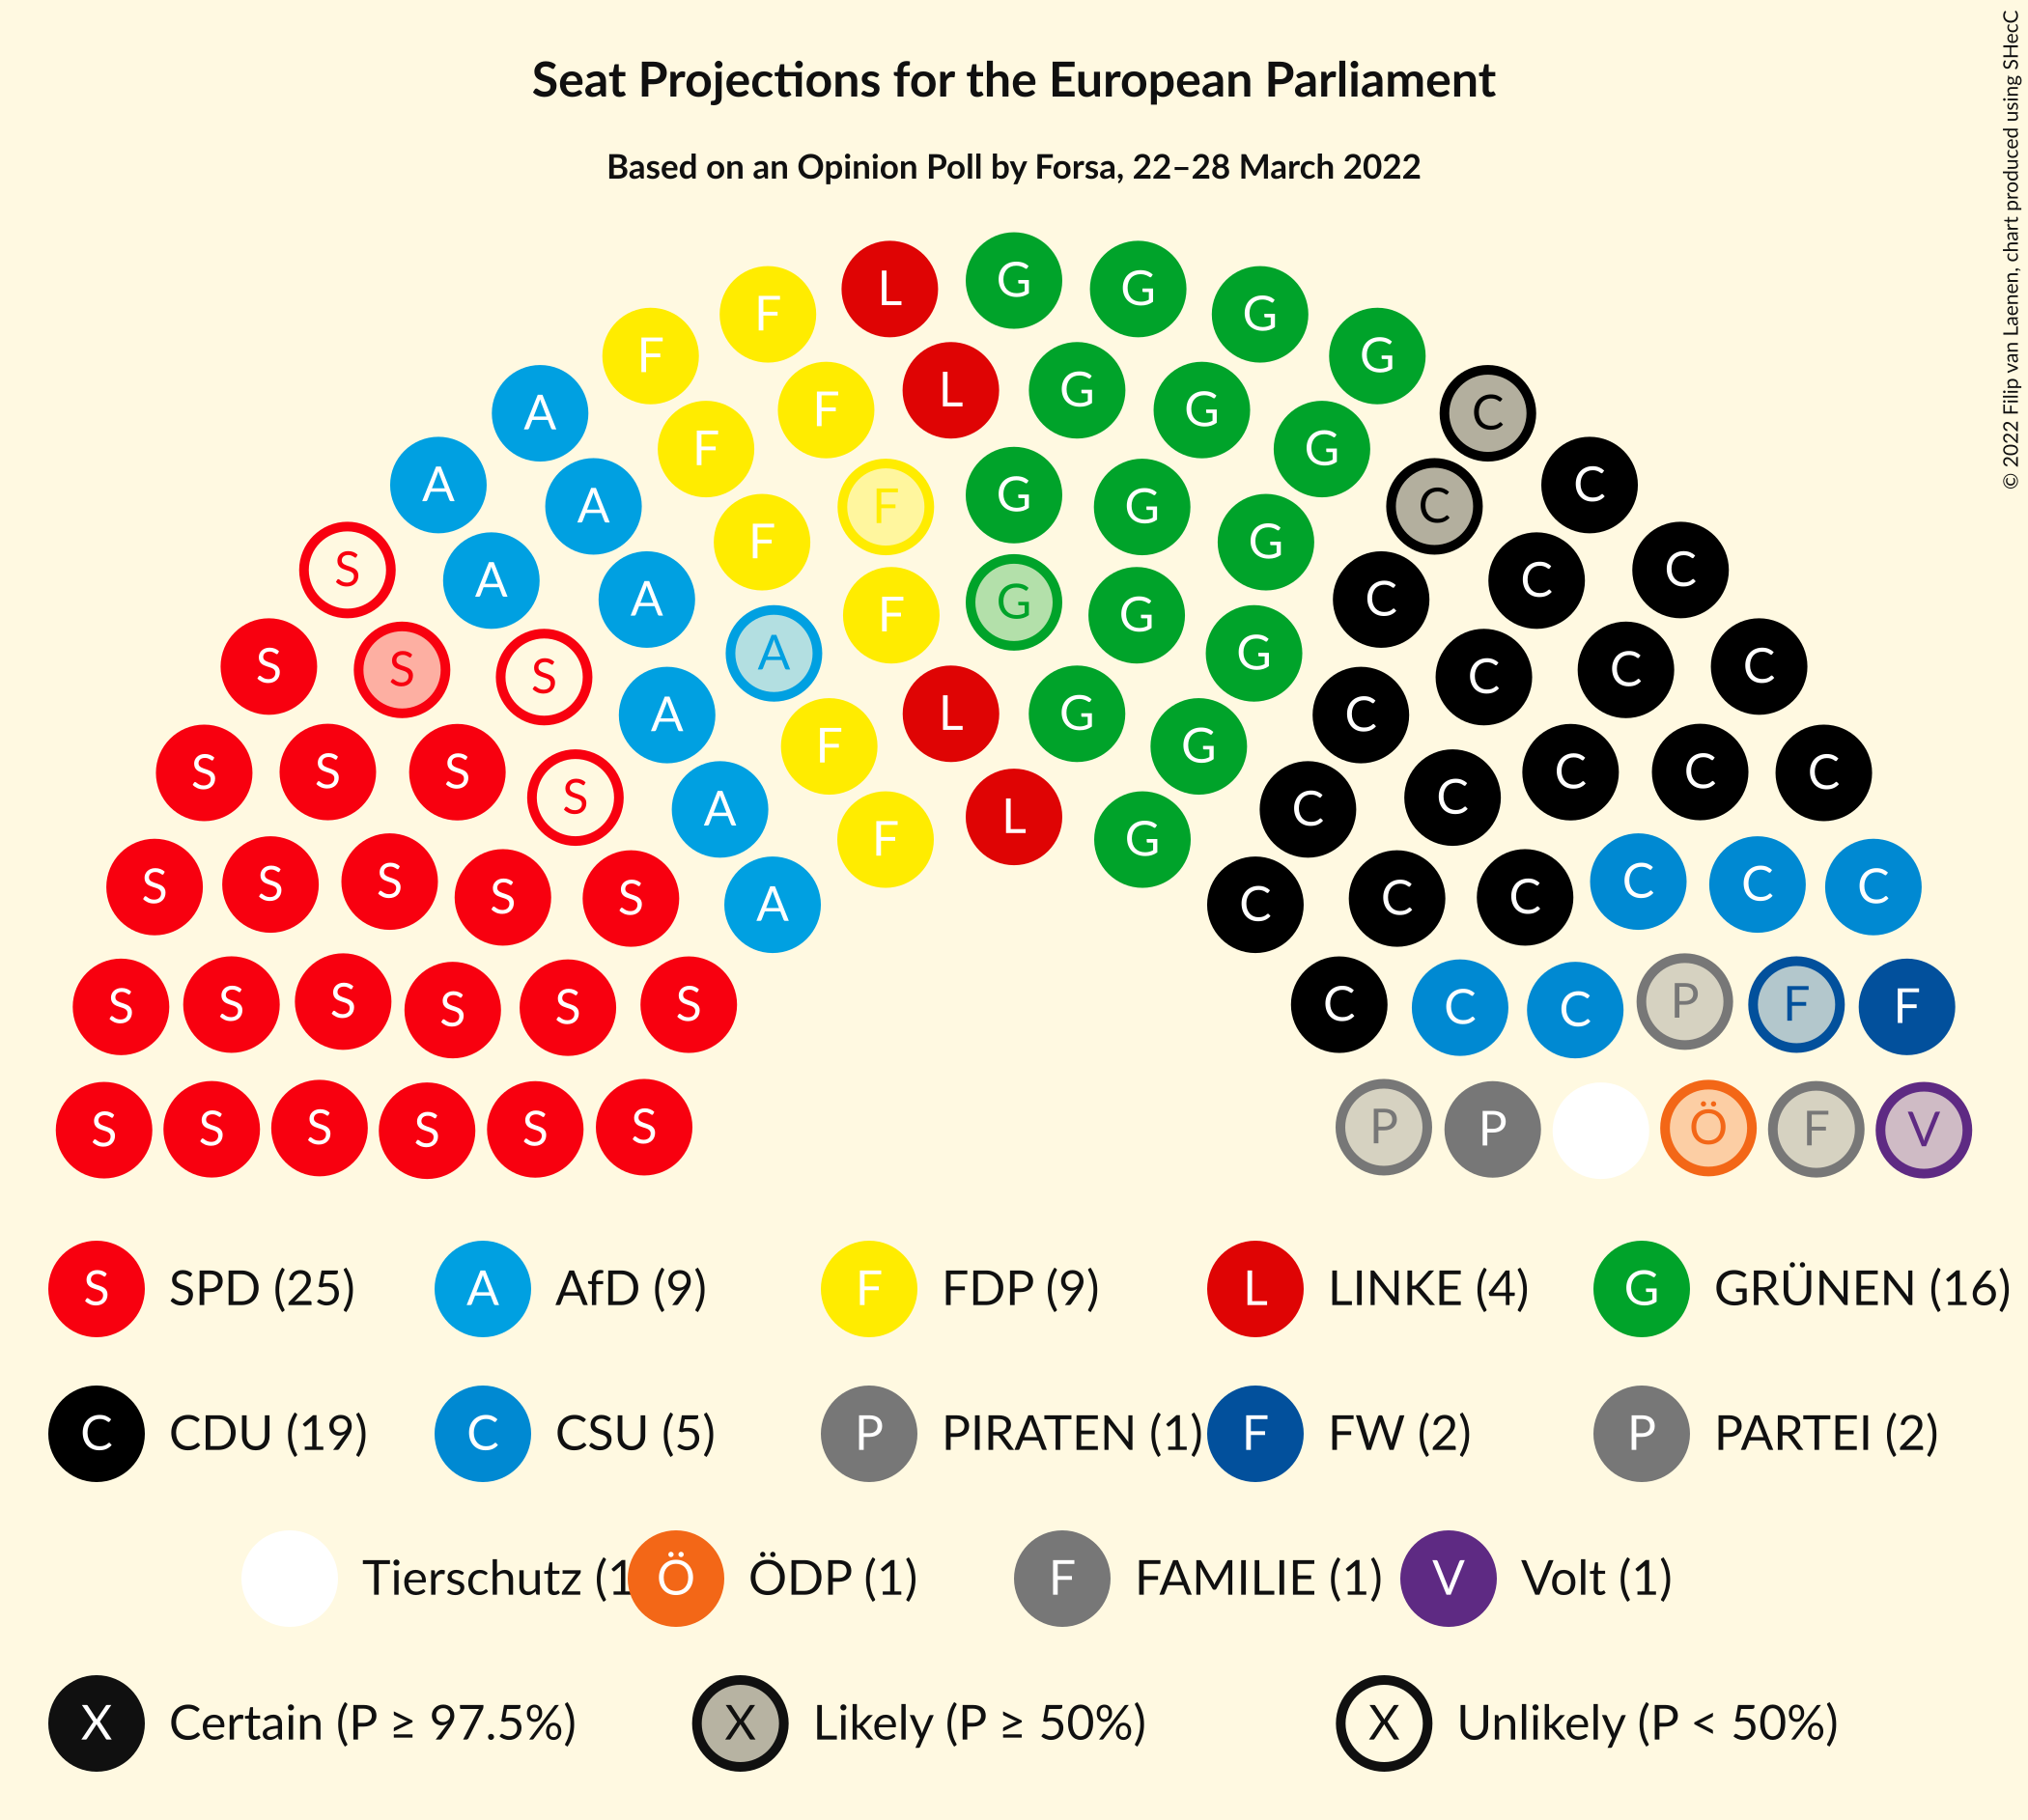 Seat Projections for the European Parliament
Based on an Opinion Poll by Forsa, 22–28 March 2022
© 2022 Filip van Laenen, chart produced using SHecC
L G G G G
F F
L G G G
A F F C C
A A F F G G G C C
S A A F G G G C C C
S S S A A L G G C C C C
S S S S A F C C C C C
A F L G
S S S S S A C C C C C C
S S S S S S C C C P F F
S S S S S S P P Ö F V
S SPD (25) A AfD (9) F FDP (9) L LINKE (4) G GRÜNEN (16)
C CDU (19) C CSU (5) P PIRATEN (1) F FW (2) P PARTEI (2)
Tierschutz (1 Ö ÖDP (1) F FAMILIE (1) V Volt (1)
X Certain (P ≥ 97.5%) X Likely (P ≥ 50%) X Unlikely (P < 50%)